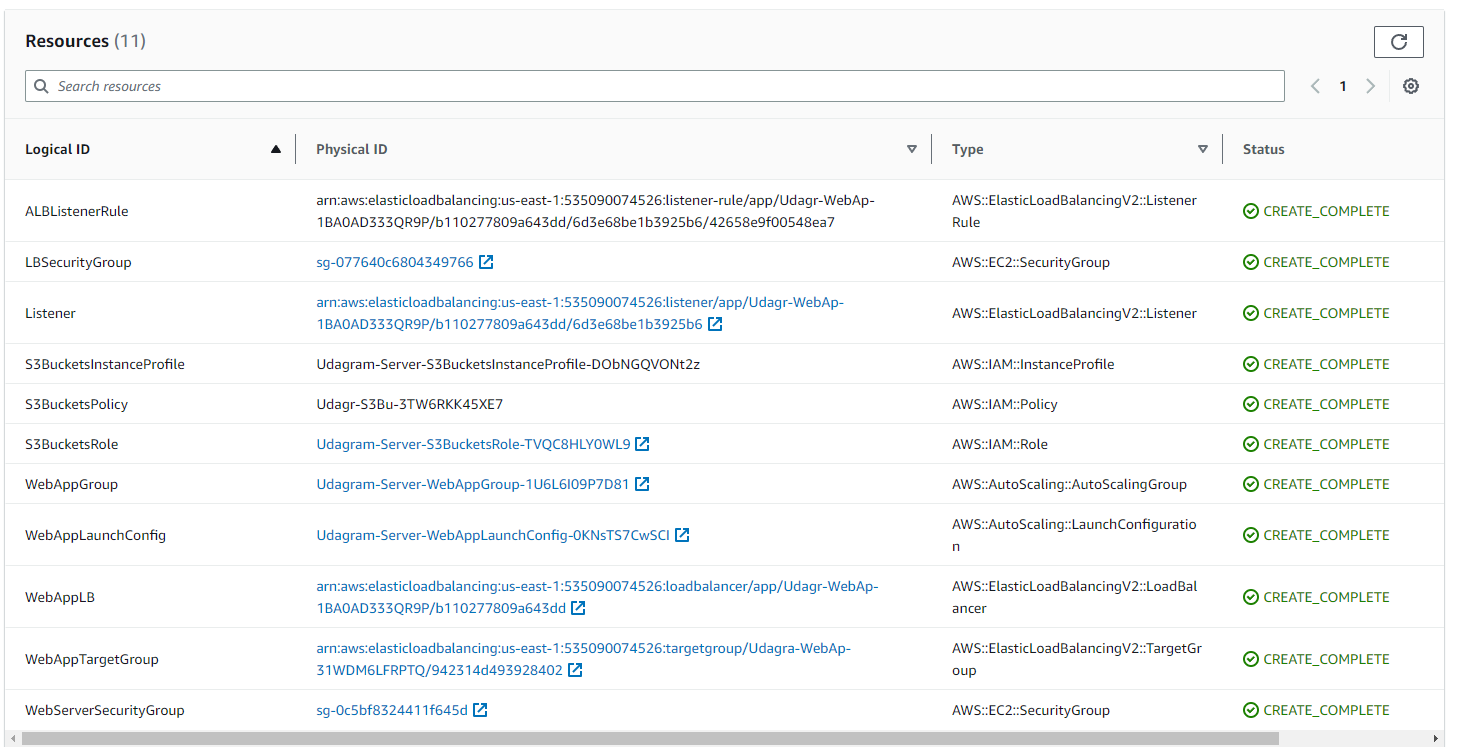 Resources (11)
Search resources
1
Logical ID Physical ID Type Status
ALBListenerRule
arn:aws:elasticloadbalancing:us-east-1:535090074526:listener-rule/app/Udagr-WebAp-
1BA0AD333QR9P/b110277809a643dd/6d3e68be1b3925b6/42658e9f00548ea7
AWS::ElasticLoadBalancingV2::Listener
Rule
CREATE_COMPLETE
LBSecurityGroup sg-077640c6804349766 AWS::EC2::SecurityGroup CREATE_COMPLETE
Listener
arn:aws:elasticloadbalancing:us-east-1:535090074526:listener/app/Udagr-WebAp-
1BA0AD333QR9P/b110277809a643dd/6d3e68be1b3925b6
AWS::ElasticLoadBalancingV2::Listener
CREATE_COMPLETE
S3BucketsInstanceProfile Udagram-Server-S3BucketsInstanceProfile-DObNGQVONt2z AWS::IAM::InstanceProfile CREATE_COMPLETE
S3BucketsPolicy Udagr-S3Bu-3TW6RKK45XE7 AWS::IAM::Policy CREATE_COMPLETE
S3BucketsRole Udagram-Server-S3BucketsRole-TVQC8HLY0WL9 AWS::IAM::Role CREATE_COMPLETE
WebAppGroup Udagram-Server-WebAppGroup-1U6L6I09P7D81 AWS::AutoScaling::AutoScalingGroup CREATE_COMPLETE
WebAppLaunchConfig Udagram-Server-WebAppLaunchConfig-0KNsTS7CwSCI
AWS::AutoScaling::LaunchConfiguratio
n
CREATE_COMPLETE
WebAppLB
arn:aws:elasticloadbalancing:us-east-1:535090074526:loadbalancer/app/Udagr-WebAp-
1BA0AD333QR9P/b110277809a643dd
AWS::ElasticLoadBalancingV2::LoadBal
ancer
CREATE_COMPLETE
WebAppTargetGroup
arn:aws:elasticloadbalancing:us-east-1:535090074526:targetgroup/Udagra-WebAp-
31WDM6LFRPTQ/942314d493928402
AWS::ElasticLoadBalancingV2::TargetGr
oup
CREATE_COMPLETE
WebServerSecurityGroup sg-0c5bf8324411f645d AWS::EC2::SecurityGroup CREATE_COMPLETE